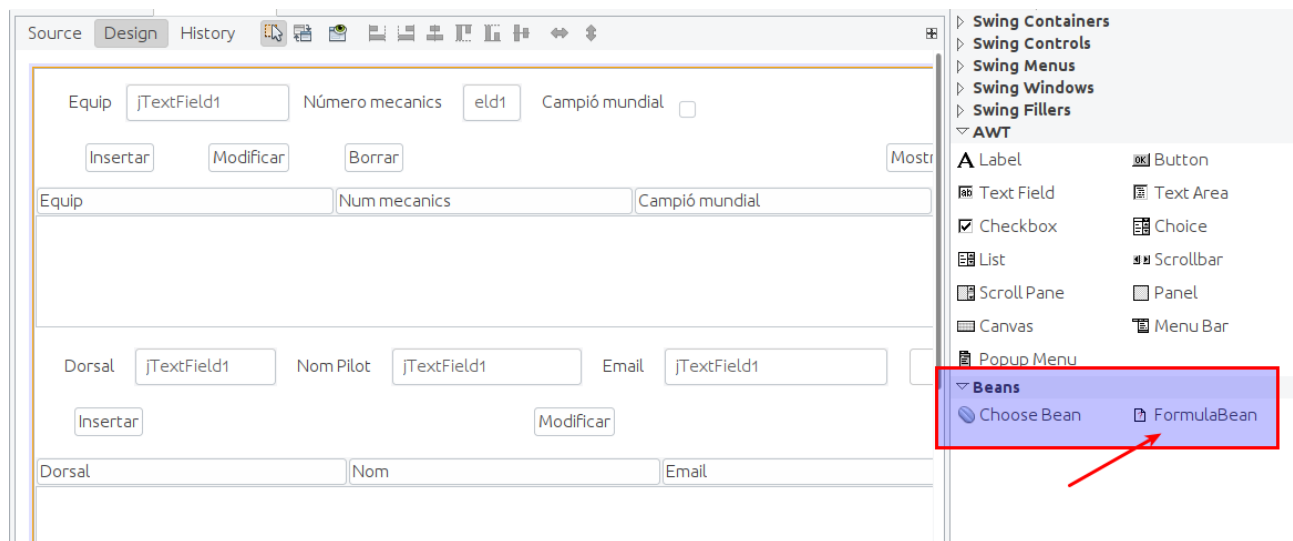 Source Design History
Equip jTextField1 Número mecanics eld1 Campió mundial
Insertar Modificar Borrar Mostr
Equip Num mecanics Campió mundial
Dorsal jTextField1 Nom Pilot jTextField1 Email jTextField1
Insertar Modificar
Dorsal Nom Email
Swing Containers
Swing Controls
Swing Menus
Swing Windows
Swing Fillers
AWT
A Label OK Button
Text Field Text Area
Checkbox Choice
List Scrollbar
Scroll Pane Panel
Canvas Menu Bar
Popup Menu
Beans
Choose Bean FormulaBean